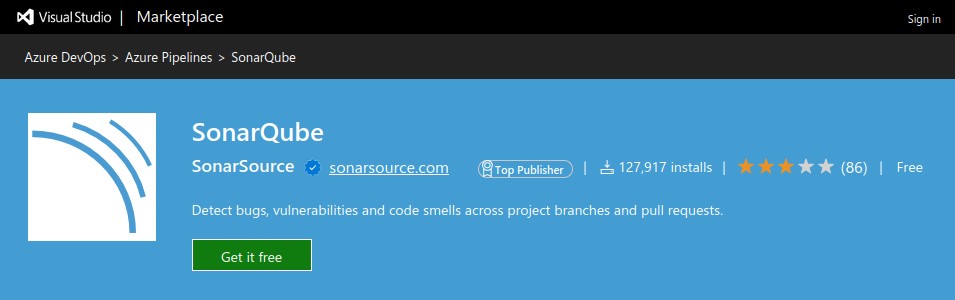 Visual Studio | Marketplace
Sign in
Azure DevOps > Azure Pipelines > SonarQube
SonarQube
SonarSource sonarsource.com Top Publisher | 127,917 installs | (86) | Free
Detect bugs, vulnerabilities and code smells across project branches and pull requests.
Get it free